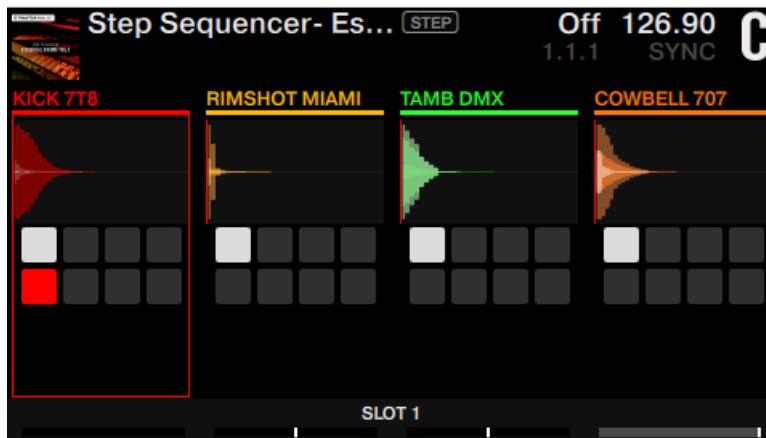 Step Sequencer- Es... STEP Off 126.90 C
1.1.1 SYNC
KICK 7T8 RIMSHOT MIAMI TAMB DMX COWBELL 707
SLOT 1